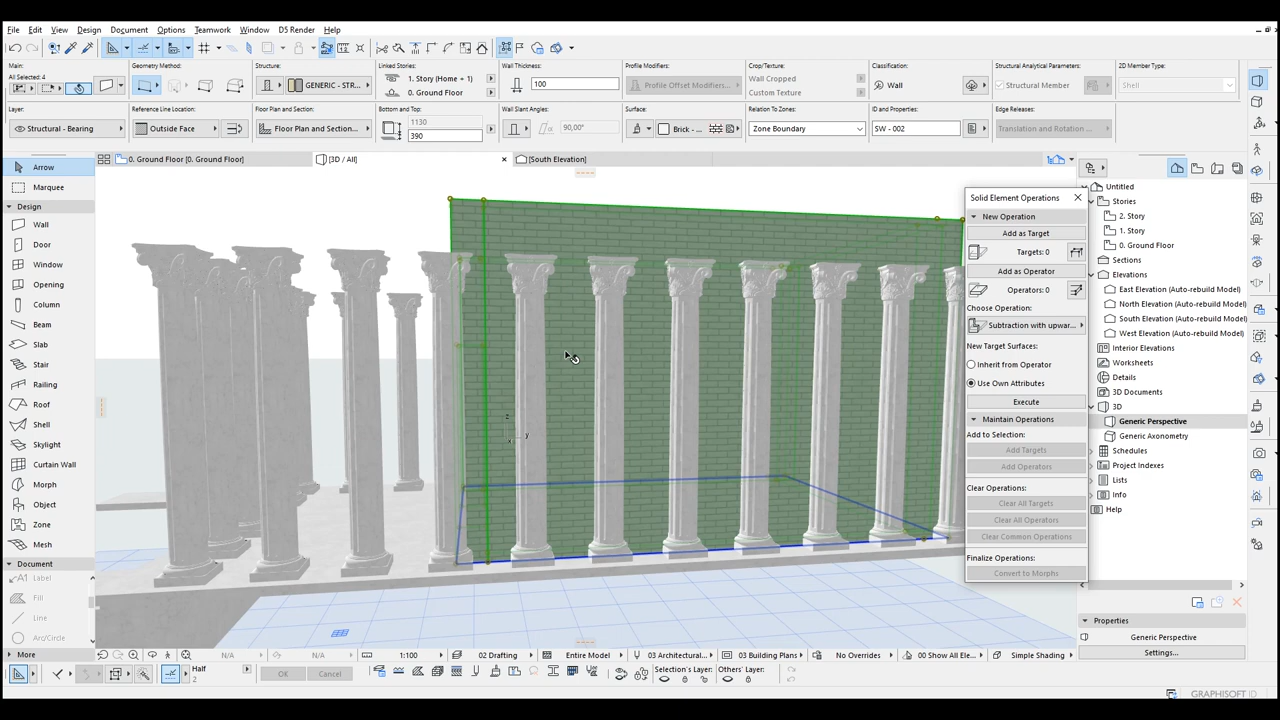 File Edit View Design Document Options Teamwork Window D5 Render Help
Main: Geometry Method: Structure: Linked Stories: Wall Thickness: Profile Modifiers: Crop/Texture: Classification: Structural Analytical Parameters: 2D Member Type:
All Selected: 4
GENERIC - STR... 1. Story (Home + 1) 100 Profile Offset Modifiers... Wall Cropped Wall Structural Member Shell
0. Ground Floor Custom Texture
Layer: Reference Line Location: Floor Plan and Section: Bottom and Top: Wall Slant Angles: Surface: Relation To Zones: ID and Properties: Edge Releases:
Structural - Bearing Outside Face Floor Plan and Section... 1130 390 90,00° Brick - ... Zone Boundary SW - 002 Translation and Rotation ...
0. Ground Floor [0. Ground Floor] [3D / All] [South Elevation]
Arrow
Marquee
Design
Wall
Door
Window
Opening
Column
Beam
Slab
Stair
Railing
Roof
Shell
Skylight
Curtain Wall
Morph
Object
Zone
Mesh
Document
Label
Fill
Line
Arc/Circle
More
z
x y
Solid Element Operations
New Operation
Add as Target
Targets: 0
Add as Operator
Operators: 0
Choose Operation:
Subtraction with upwar...
New Target Surfaces:
Inherit from Operator
Use Own Attributes
Execute
Maintain Operations
Add to Selection:
Add Targets
Add Operators
Clear Operations:
Clear All Targets
Clear All Operators
Clear Common Operations
Finalize Operations:
Convert to Morphs
Untitled
Stories
2. Story
1. Story
0. Ground Floor
Sections
Elevations
East Elevation (Auto-rebuild Model)
North Elevation (Auto-rebuild Model)
South Elevation (Auto-rebuild Model)
West Elevation (Auto-rebuild Model)
Interior Elevations
Worksheets
Details
3D Documents
3D
Generic Perspective
Generic Axonometry
Schedules
Project Indexes
Lists
Info
Help
Properties
Generic Perspective
Settings...
N/A N/A 1:100 02 Drafting Entire Model 03 Architectural... 03 Building Plans No Overrides 00 Show All Ele... Simple Shading
Half
2
OK Cancel Selection's Layer: Others' Layer:
GRAPHISOFT ID